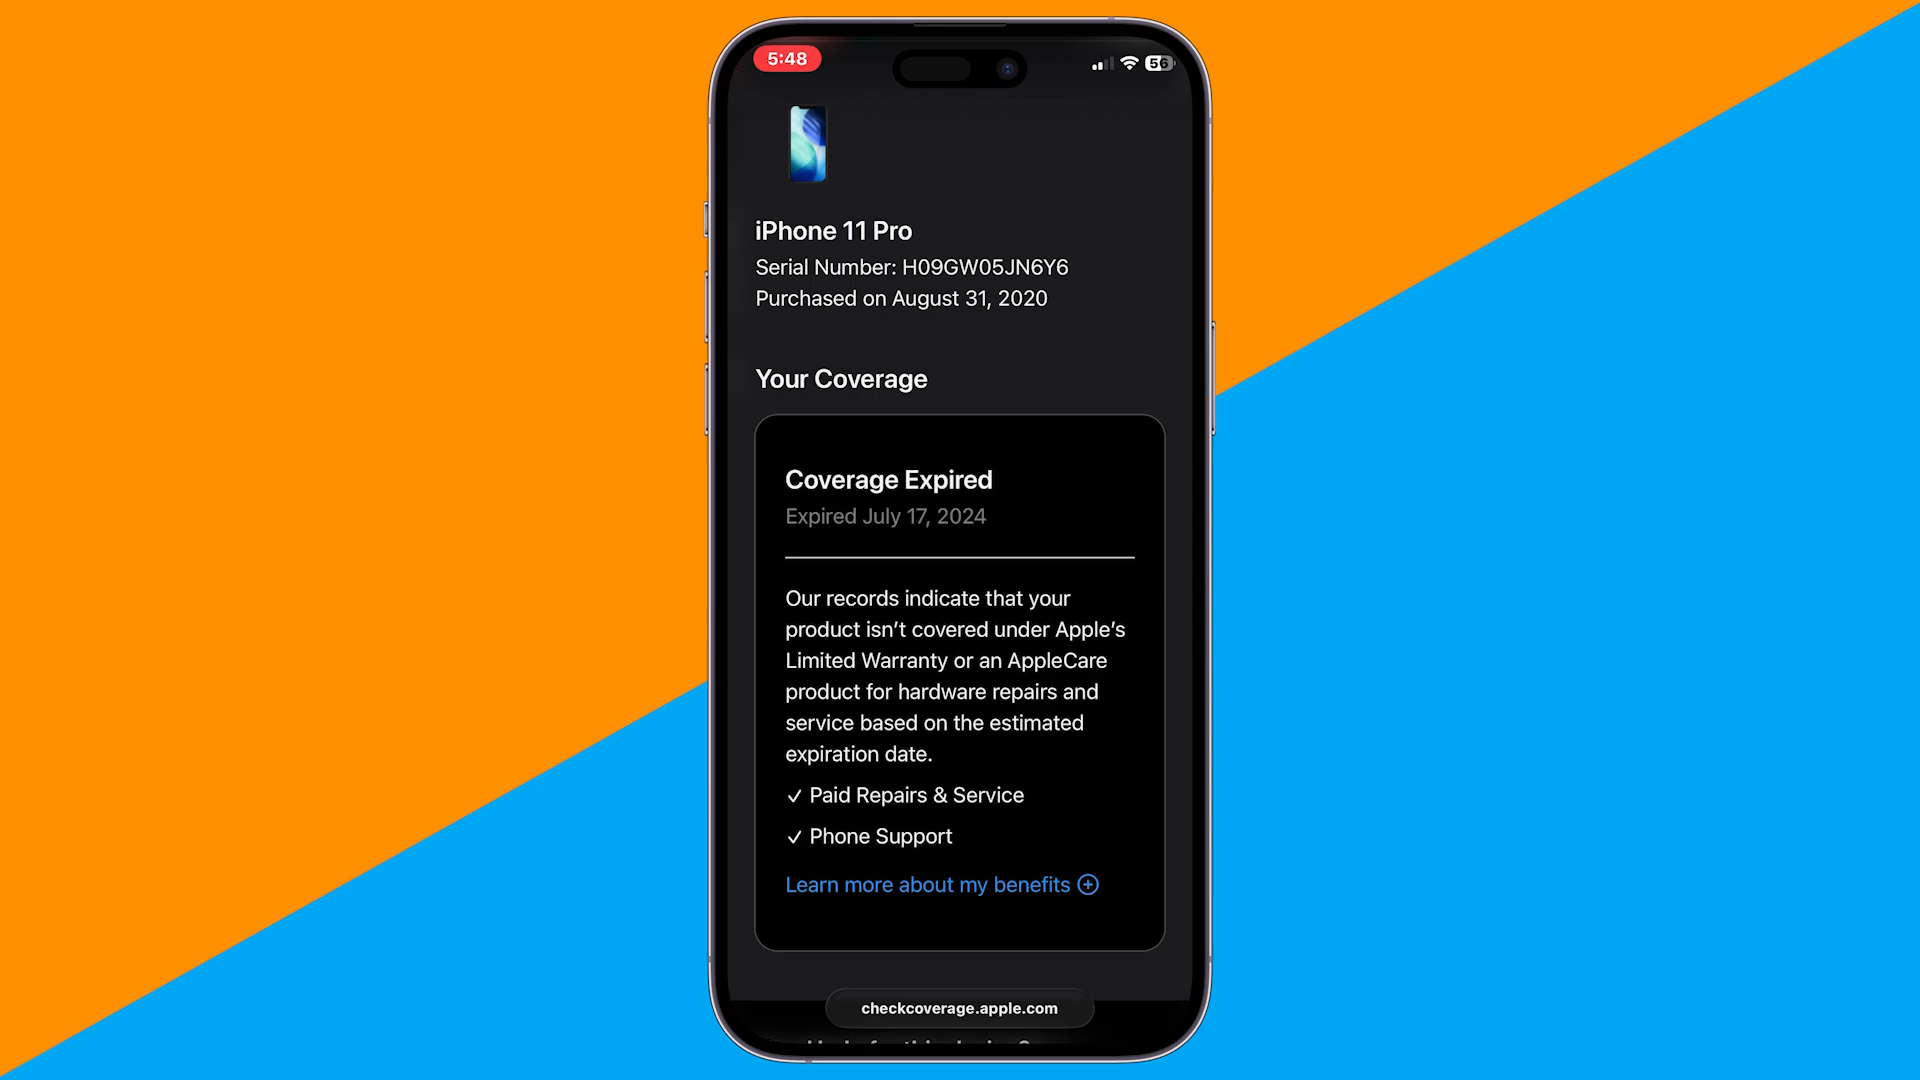 5:48
56
iPhone 11 Pro
Serial Number: H09GW05JN6Y6
Purchased on August 31, 2020
Your Coverage
Coverage Expired
Expired July 17, 2024
Our records indicate that your
product isn’t covered under Apple’s
Limited Warranty or an AppleCare
product for hardware repairs and
service based on the estimated
expiration date.
✓ Paid Repairs & Service
✓ Phone Support
Learn more about my benefits
checkcoverage.apple.com